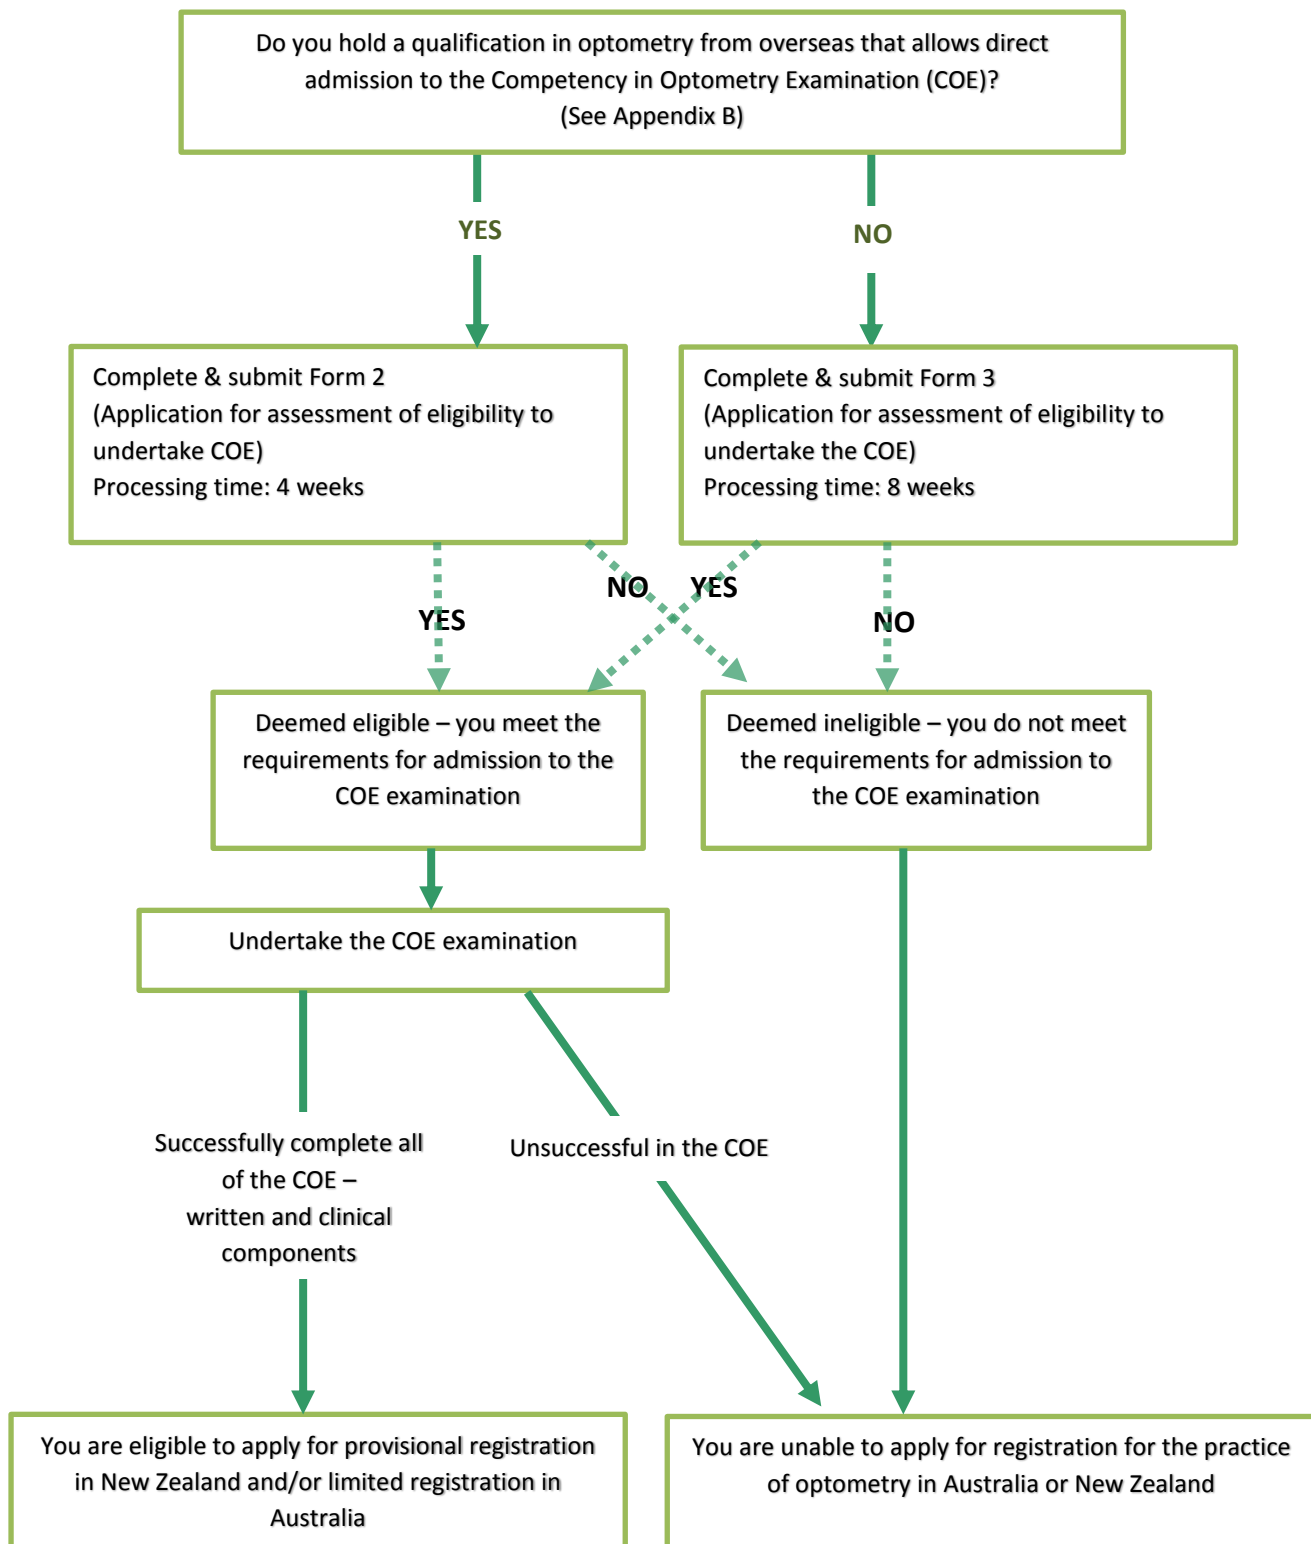 Do you hold a qualification in optometry from overseas that allows direct
admission to the Competency in Optometry Examination (COE)?
(See Appendix B)
YES
NO
Complete & submit Form 2
(Application for assessment of eligibility to
undertake COE)
Processing time: 4 weeks
Complete & submit Form 3
(Application for assessment of eligibility to
undertake the COE)
Processing time: 8 weeks
NO
YES
YES
NO
Deemed eligible – you meet the
requirements for admission to the
COE examination
Deemed ineligible – you do not meet
the requirements for admission to
the COE examination
Undertake the COE examination
Successfully complete all
of the COE –
written and clinical
components
Unsuccessful in the COE
You are eligible to apply for provisional registration
in New Zealand and/or limited registration in
Australia
You are unable to apply for registration for the practice
of optometry in Australia or New Zealand